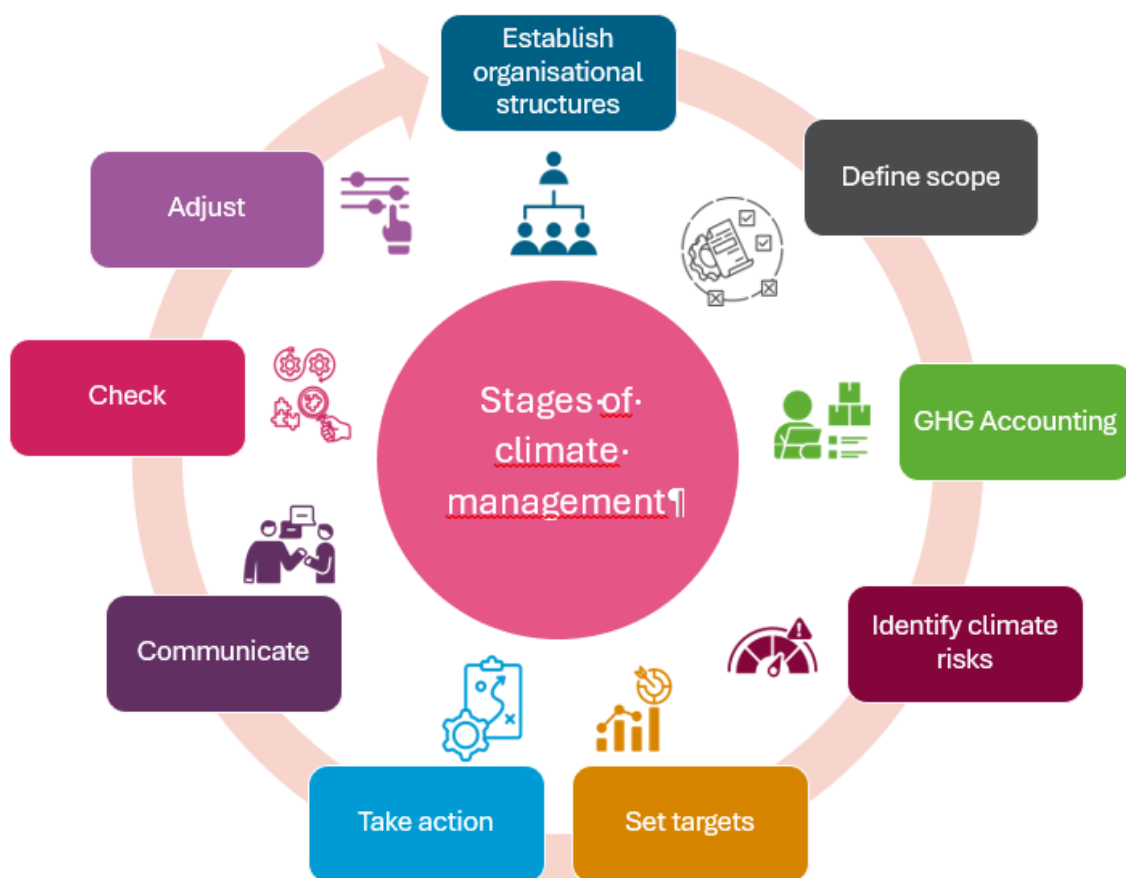 Establish
organisational
structures
Define scope
GHG Accounting
Identify climate
risks
Set targets
Take action
Communicate
Check
Adjust
Stages·of·
climate·
management¶